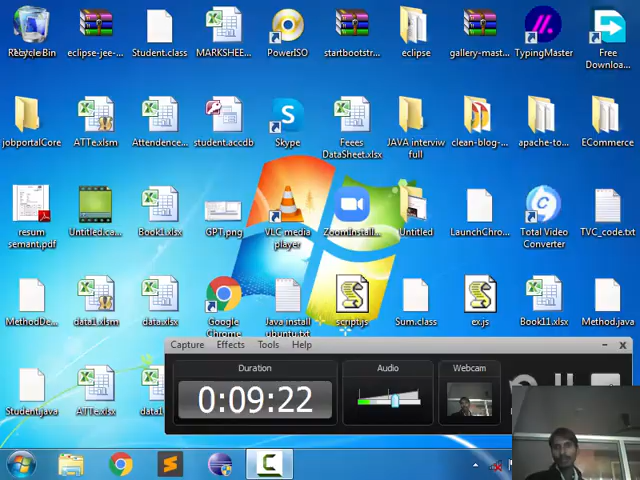 Recycle Bin
eclipse-jee-...
Student.class
MARKSHEE...
PowerISO
startbootstr...
eclipse
gallery-mast...
TypingMaster
Free
Downloa...
jobportalCore
ATTe.xlsm
Attendence...
student.accdb
Skype
Feees
DataSheet.xlsx
JAVA interviw
full
clean-blog-...
apache-to...
ECommerce
resum
semant.pdf
Untitled.ca...
Book1.xlsx
GPT.png
VLC media
player
ZoomInstall...
Untitled
LaunchChro...
Total Video
Converter
TVC_code.txt
MethodDe...
data1.xlsm
data.xlsx
Google
Chrome
Java install
ubuntu.txt
scriptjs
Sum.class
ex.js
Book11.xlsx
Method.java
Capture Effects Tools Help
Duration
Audio
Webcam
0:09:22
Student.java
ATTe.xlsx
data1